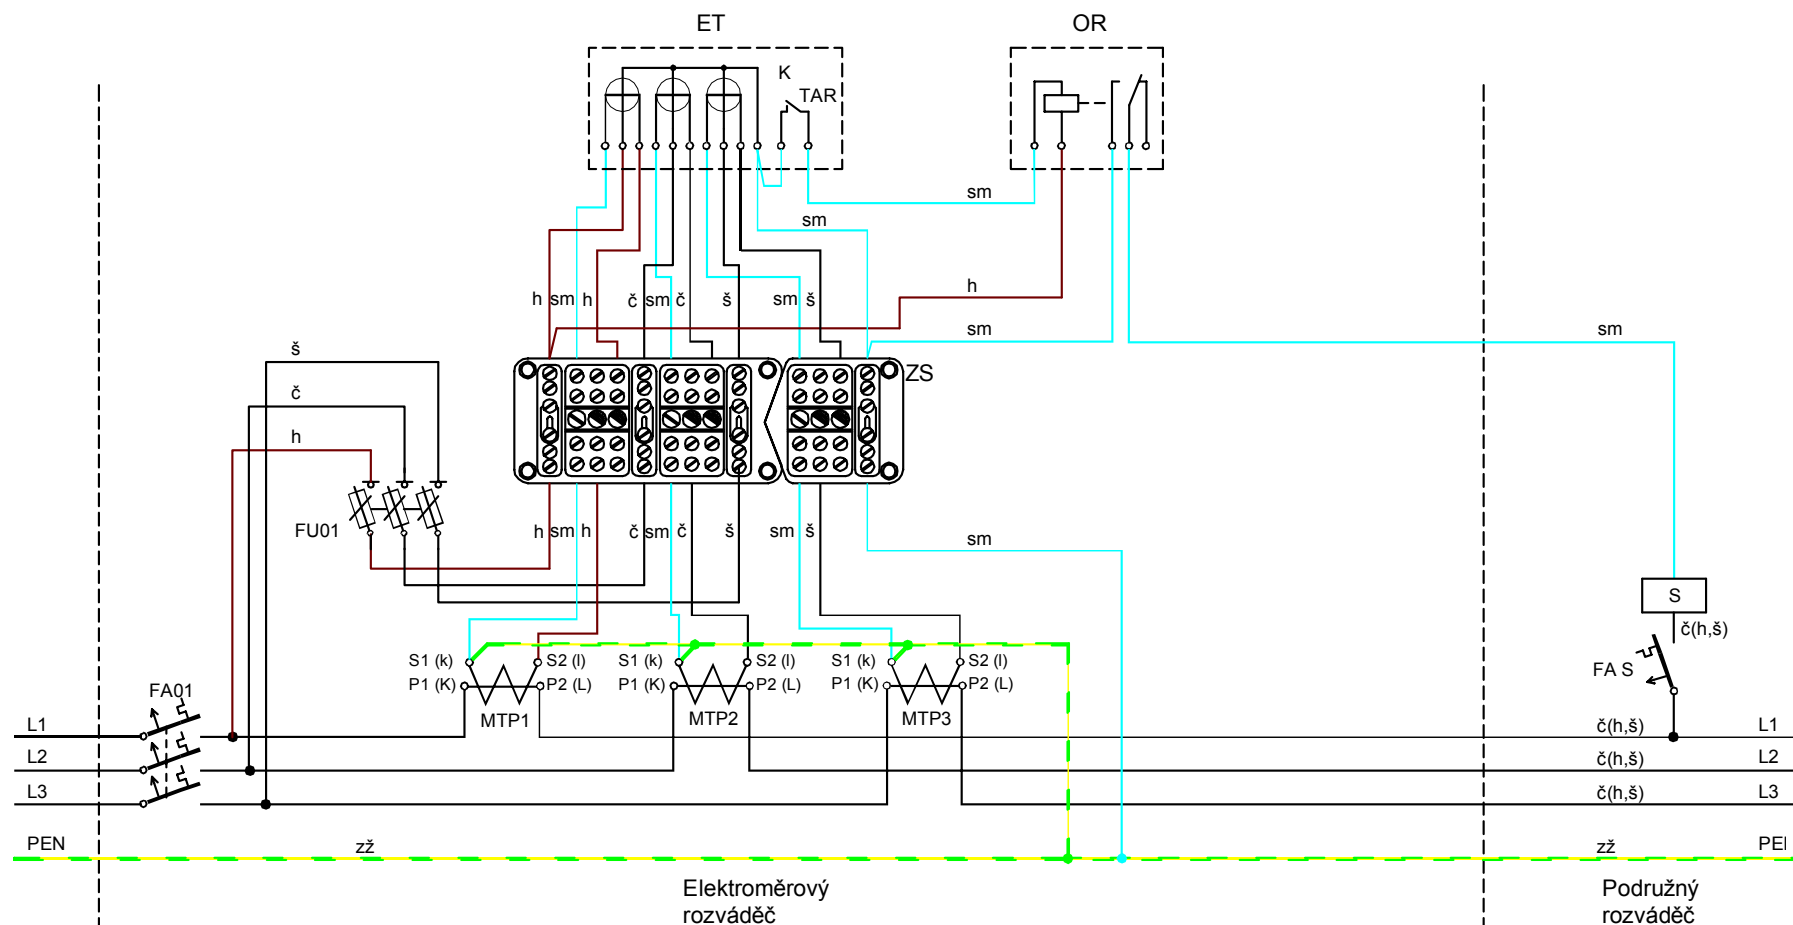 ET
OR
K
TAR
sm
sm
h
h
sm
h
č
sm
č
š
sm
š
sm
sm
š
ZS
č
h
FU01
h
sm
h
č
sm
č
š
sm
š
sm
S
č(h,š)
S1 (k)
S2 (l)
S1 (k)
S2 (l)
S1 (k)
S2 (l)
FA S
P1 (K)
P2 (L)
P1 (K)
P2 (L)
P1 (K)
P2 (L)
FA01
MTP1
MTP2
MTP3
L1
č(h,š)
L1
L2
č(h,š)
L2
L3
č(h,š)
L3
PEN
zž
zž
PE
Elektroměrový
rozváděč
Podružný
rozváděč